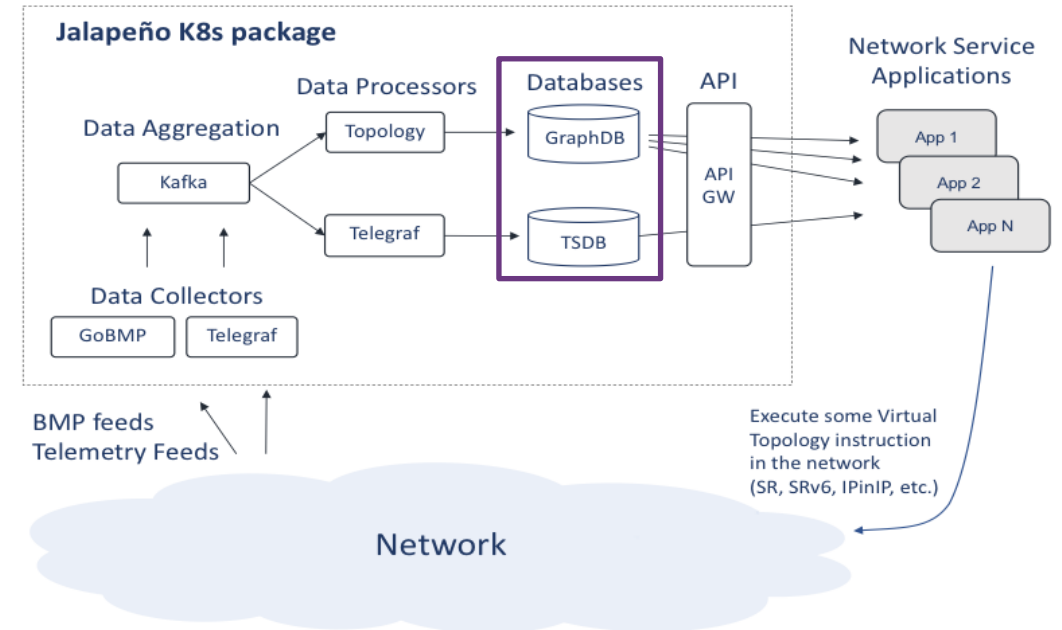 Jalapeño K8s package
Data Aggregation
Kafka
Data Processors
Topology
Telegraf
Databases
GraphDB
TSDB
API
API
GW
Network Service
Applications
App 1
App 2
App N
Data Collectors
GoBMP
Telegraf
BMP feeds
Telemetry Feeds
Execute some Virtual
Topology instruction
in the network
(SR, SRv6, IPinIP, etc.)
Network